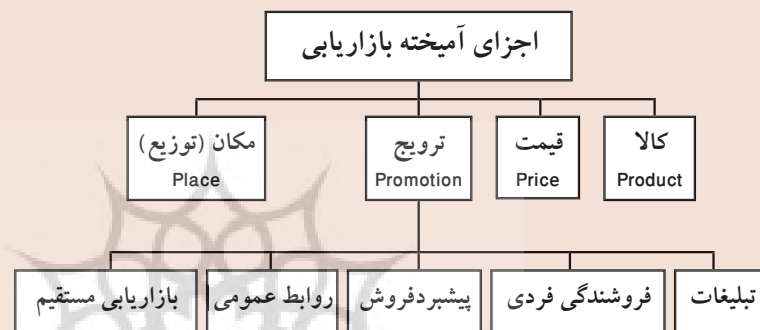 اجزای آمیخته بازاریابی
کالا
Product
قیمت
Price
ترویج
Promotion
مکان (توزیع)
Place
تبلیغات
فروشندگی فردی
پیشبردفروش
روابط عمومی
بازاریابی مستقیم